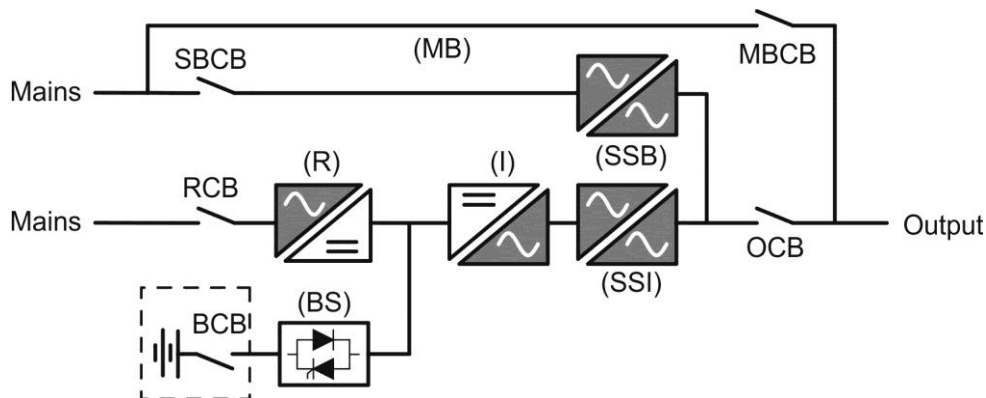 (MB)
MBCB
SBCB
Mains
(SSB)
(R)
(I)
RCB
Mains
Output
OCB
(SSI)
(BS)
BCB